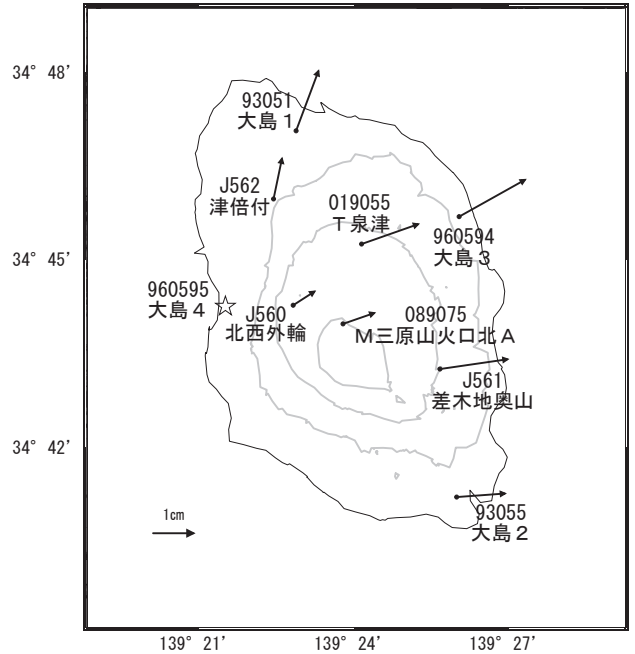 34° 48'
93051
大島１
J562
津倍付
019055
Ｔ泉津
960594
大島３
34° 45'
960595
大島４
J560
北西外輪
089075
Ｍ三原山火口北Ａ
J561
差木地奥山
34° 42'
93055
大島２
1cm
139° 21'
139° 24'
139° 27'